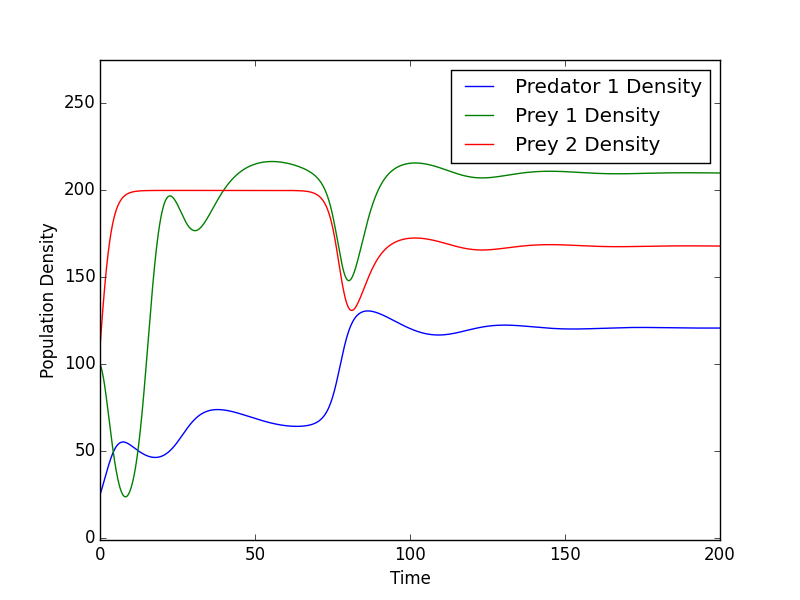 Predator 1 Density
Prey 1 Density
Prey 2 Density
Population Density
250
200
150
100
50
0
0 50 100 150 200
Time